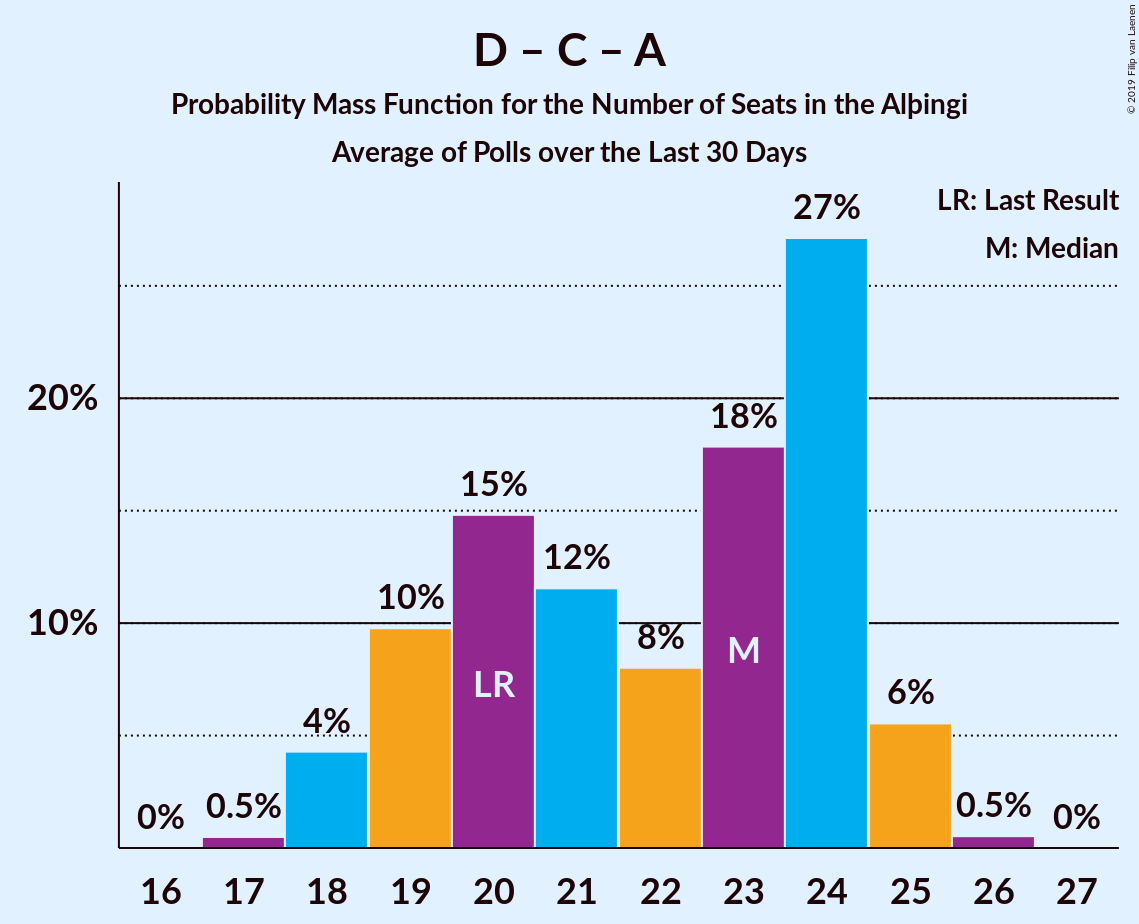 D – C – A
Probability Mass Function for the Number of Seats in the Alþingi
Average of Polls over the Last 30 Days
© 2019 Filip van Laenen
LR: Last Result
M: Median
27%
20%
18%
15%
12%
10%
10%
8%
M
LR
6%
4%
0%
0.5%
0.5%
0%
16 17 18 19 20 21 22 23 24 25 26 27